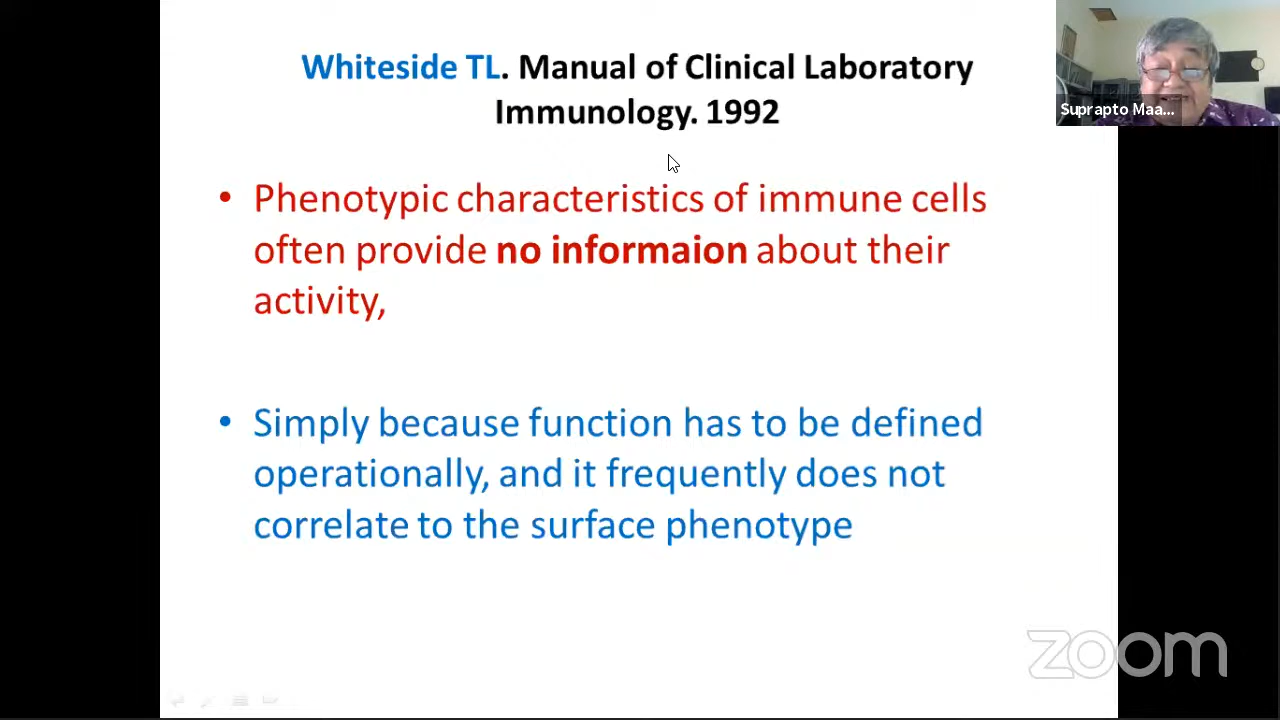 Whiteside TL. Manual of Clinical Laboratory
Immunology. 1992
Suprapto Maa...
• Phenotypic characteristics of immune cells
often provide no informaion about their
activity,
• Simply because function has to be defined
operationally, and it frequently does not
correlate to the surface phenotype
zoom